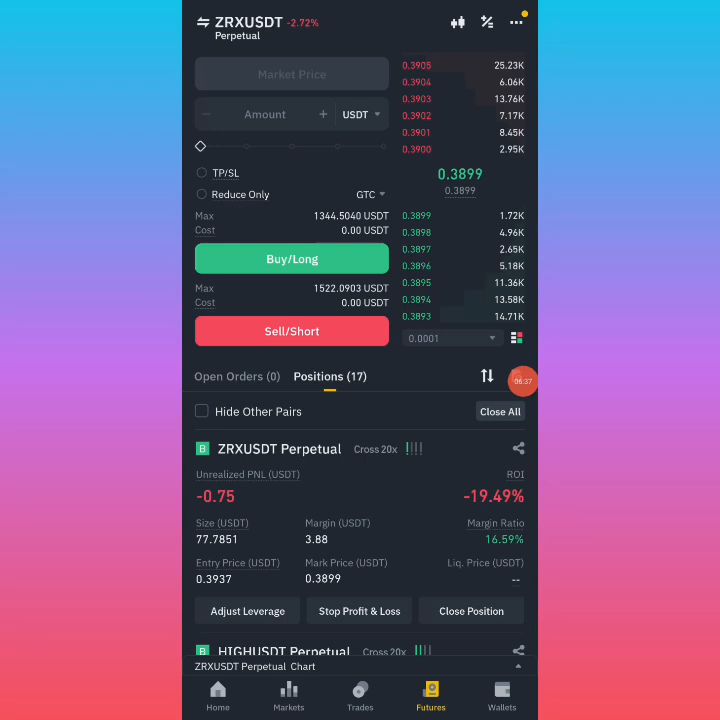 ZRXUSDT -2.72%
Perpetual
Market Price
Amount USDT
TP/SL
Reduce Only GTC
Max 1344.5040 USDT
Cost 0.00 USDT
Buy/Long
Max 1522.0903 USDT
Cost 0.00 USDT
Sell/Short
0.3905 25.23K
0.3904 6.06K
0.3903 13.76K
0.3902 7.17K
0.3901 8.45K
0.3900 2.95K
0.3899
0.3899
0.3899 1.72K
0.3898 4.96K
0.3897 2.65K
0.3896 5.18K
0.3895 11.36K
0.3894 13.58K
0.3893 14.71K
0.0001
Open Orders (0) Positions (17)
06:37
Hide Other Pairs Close All
B ZRXUSDT Perpetual Cross 20x
Unrealized PNL (USDT) ROI
-0.75 -19.49%
Size (USDT) Margin (USDT) Margin Ratio
77.7851 3.88 16.59%
Entry Price (USDT) Mark Price (USDT) Liq. Price (USDT)
0.3937 0.3899 --
Adjust Leverage Stop Profit & Loss Close Position
B HIGHUSDT Perpetual Cross 20x
ZRXUSDT Perpetual Chart
Home Markets Trades Futures Wallets